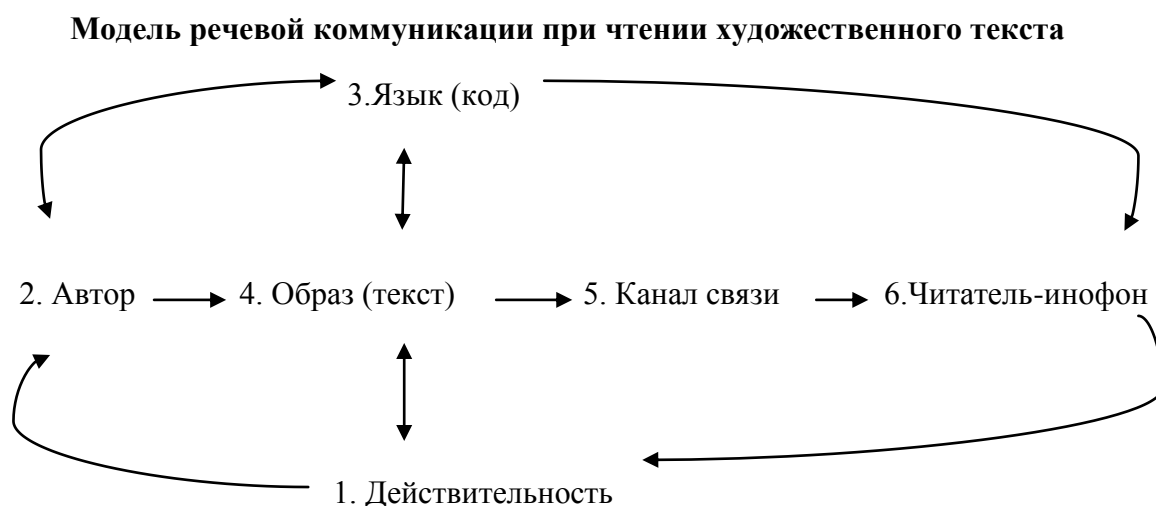 Модель речевой коммуникации при чтении художественного текста
3.Язык (код)
2. Автор 4. Образ (текст) 5. Канал связи 6.Читатель-инофон
1. Действительность